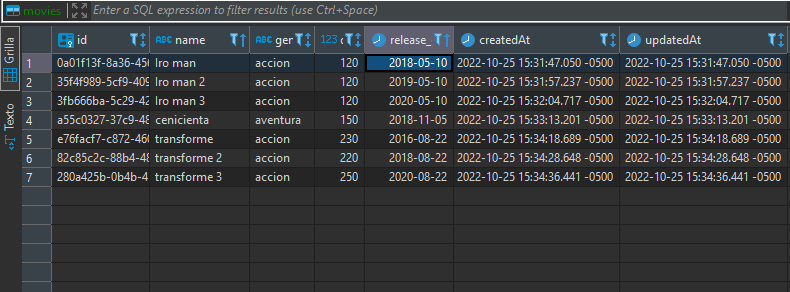 movies Enter a SQL expression to filter results (use Ctrl+Space)
Grilla
Texto
id ABC name ABC ger 123 release_ createdAt updatedAt
1 0a01f13f-8a36-456 Iro man accion 120 2018-05-10 2022-10-25 15:31:47.050 -0500 2022-10-25 15:31:47.050 -0500
2 35f4f989-5cf9-409 Iro man 2 accion 120 2019-05-10 2022-10-25 15:31:57.237 -0500 2022-10-25 15:31:57.237 -0500
3 3fb666ba-5c29-42 Iro man 3 accion 120 2020-05-10 2022-10-25 15:32:04.717 -0500 2022-10-25 15:32:04.717 -0500
4 a55c0327-37c9-48 cenicienta aventura 150 2018-11-05 2022-10-25 15:33:13.201 -0500 2022-10-25 15:33:13.201 -0500
5 e76facf7-c872-460 transforme accion 230 2016-08-22 2022-10-25 15:34:18.689 -0500 2022-10-25 15:34:18.689 -0500
6 82c85c2c-88b4-48 transforme 2 accion 220 2018-08-22 2022-10-25 15:34:28.648 -0500 2022-10-25 15:34:28.648 -0500
7 280a425b-0b4b-4 transforme 3 accion 250 2020-08-22 2022-10-25 15:34:36.441 -0500 2022-10-25 15:34:36.441 -0500